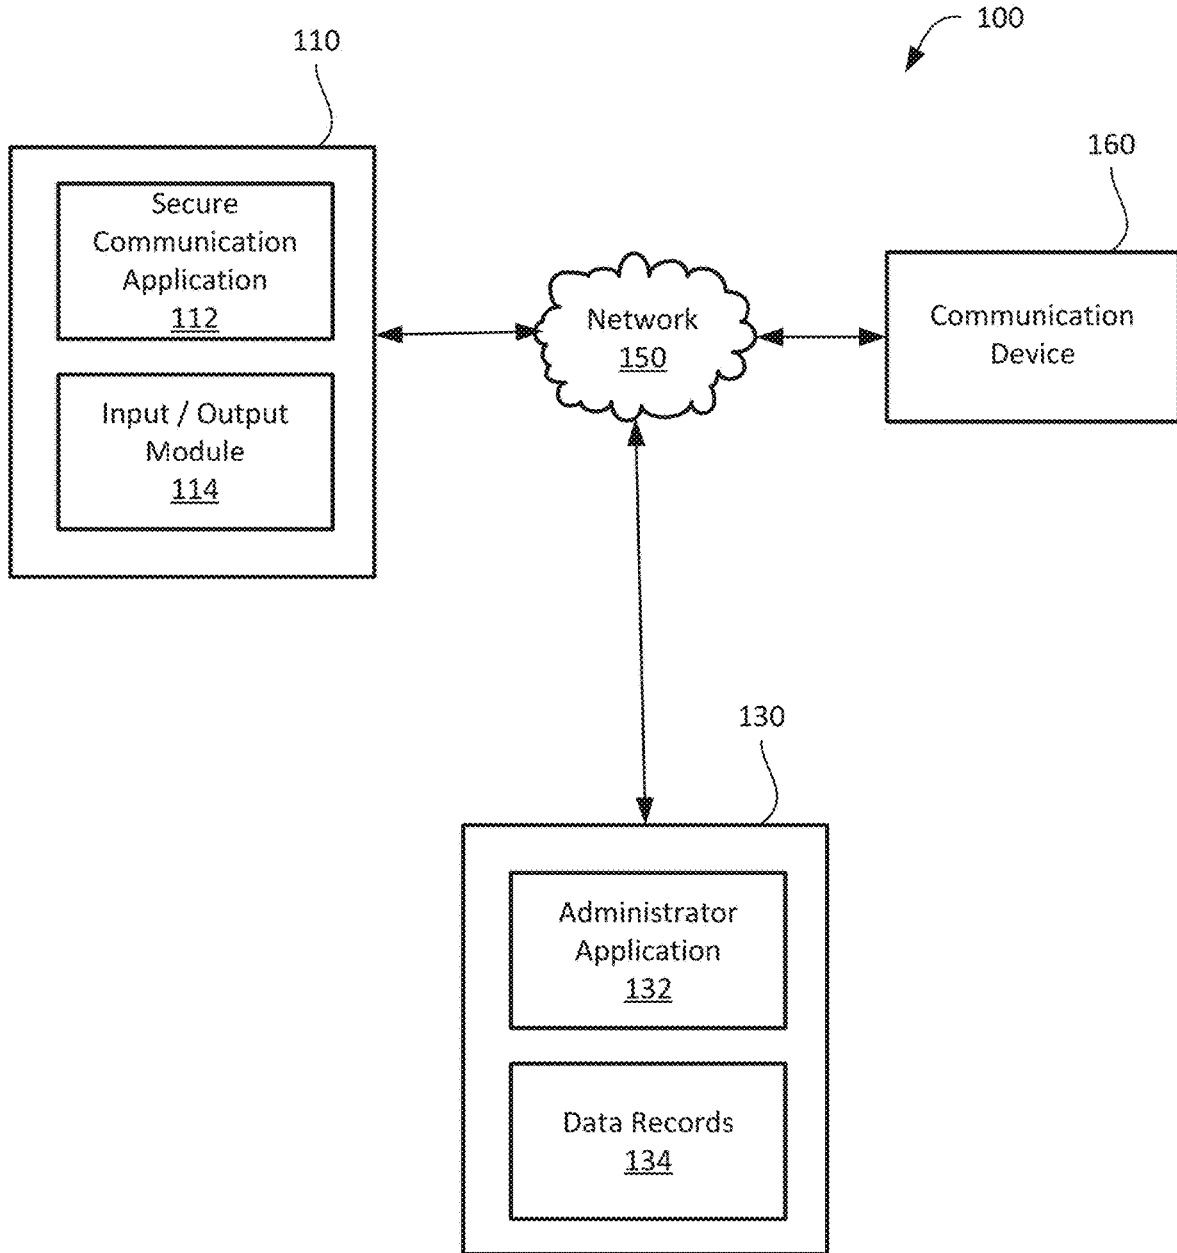 100
110
160
Secure
Communication
Application
112
Input / Output
Module
114
Network
150
Communication
Device
130
Administrator
Application
132
Data Records
134